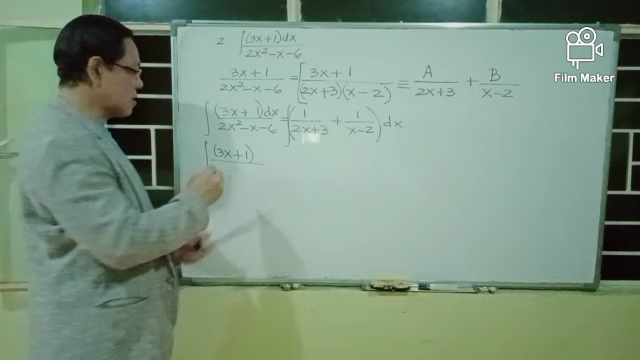 2 ∫ (3x+1)dx / 2x²-x-6
3x+1 / 2x²-x-6 = [ 3x+1 / (2x+3)(x-2) = A / 2x+3 + B / x-2
∫ (3x+1)dx / 2x²-x-6 = ∫ ( 1 / 2x+3 + 1 / x-2 ) dx
∫ (3x+1)
Film Maker